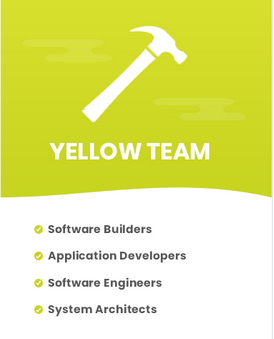 YELLOW TEAM
Software Builders
Application Developers
Software Engineers
System Architects